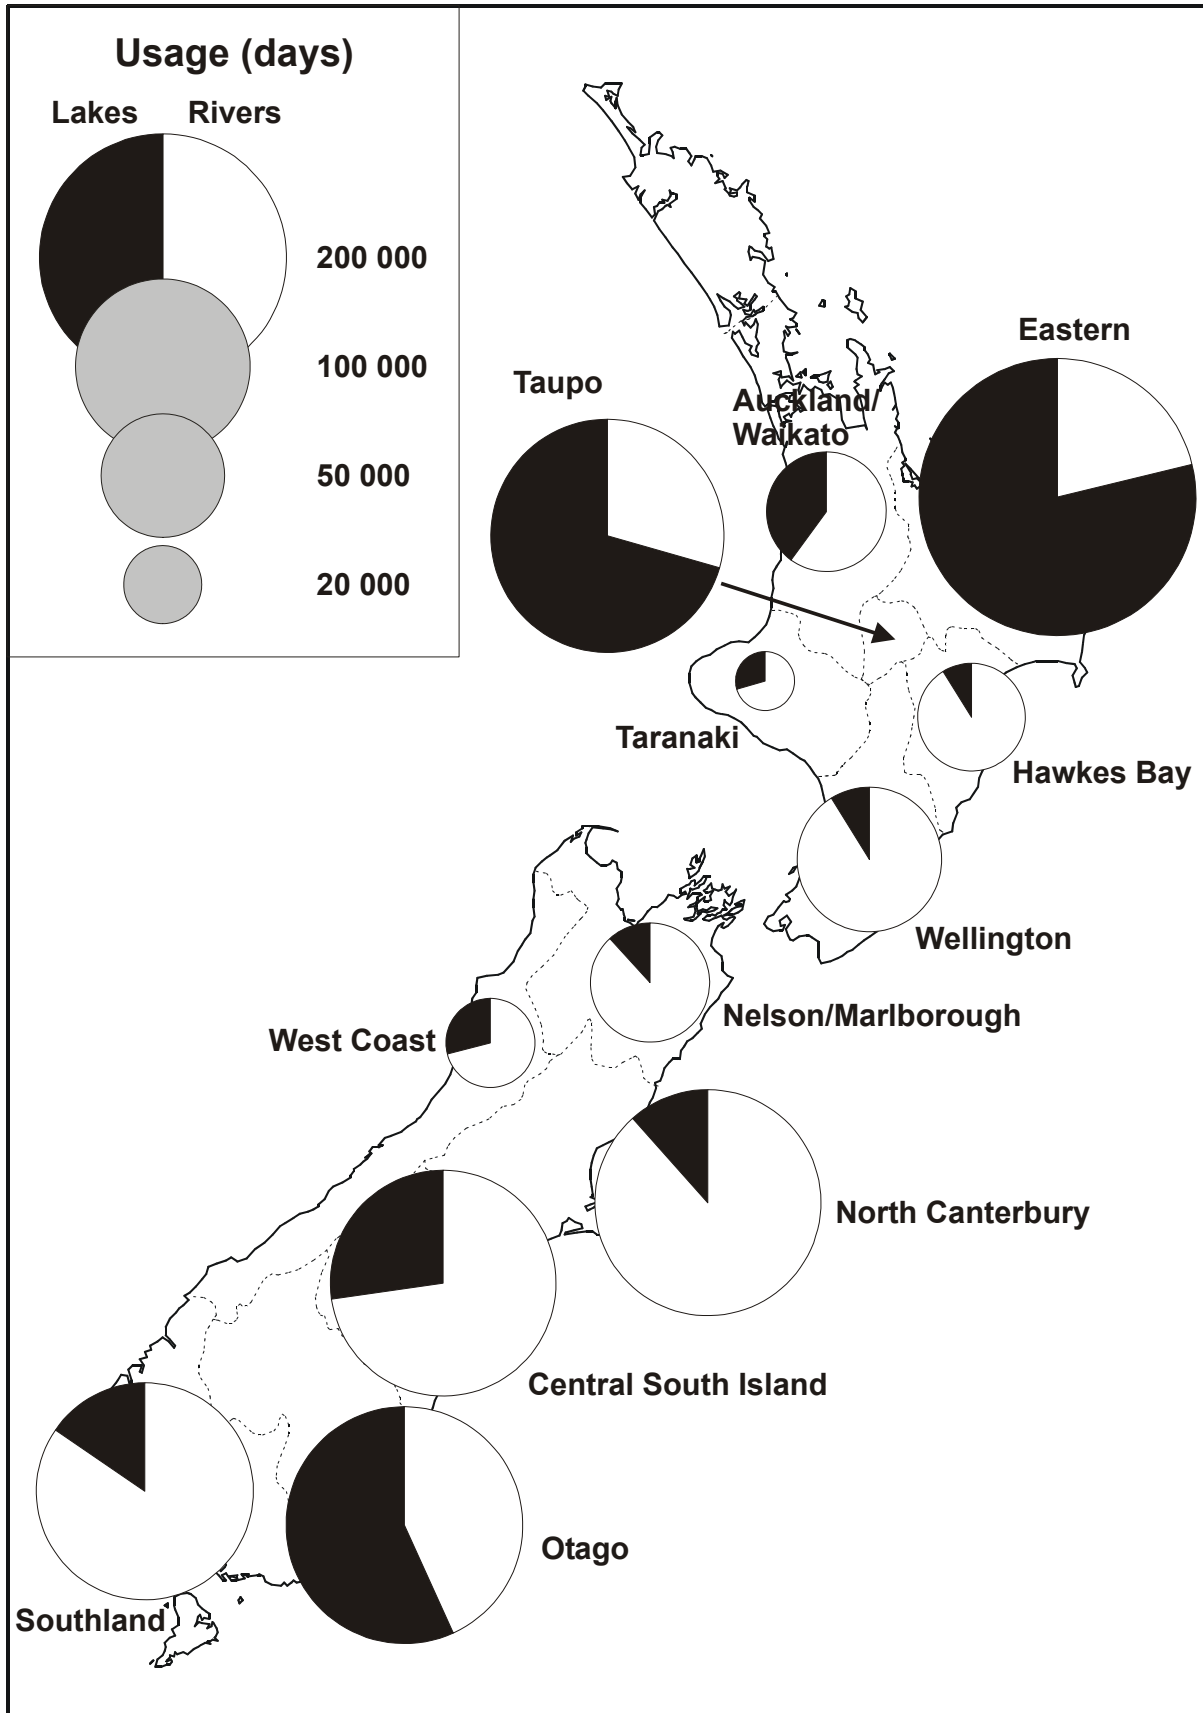 Usage (days)
Lakes Rivers
200 000
100 000
50 000
20 000
Eastern
Taupo
Auckland/
Waikato
Taranaki
Hawkes Bay
Wellington
Nelson/Marlborough
West Coast
North Canterbury
Central South Island
Otago
Southland